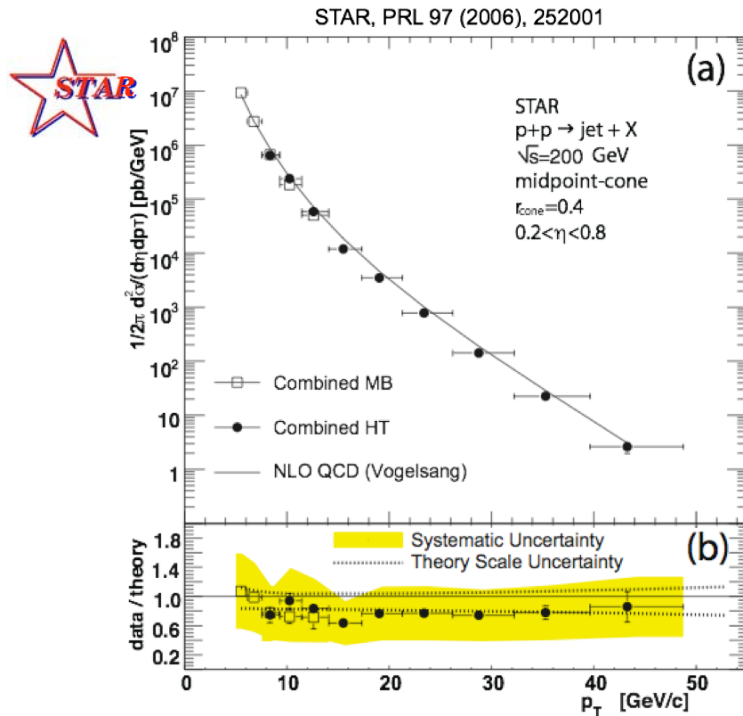 STAR, PRL 97 (2006), 252001
STAR
(a)
STAR
p+p → jet + X
√s=200 GeV
midpoint-cone
r_cone=0.4
0.2<η<0.8
1/2π d²σ/(dηdp_T) [pb/GeV]
10⁸
10⁷
10⁶
10⁵
10⁴
10³
10²
10
1
Combined MB
Combined HT
NLO QCD (Vogelsang)
(b)
Systematic Uncertainty
Theory Scale Uncertainty
data / theory
1.8
1.4
1.0
0.6
0.2
0 10 20 30 40 50
p_T [GeV/c]